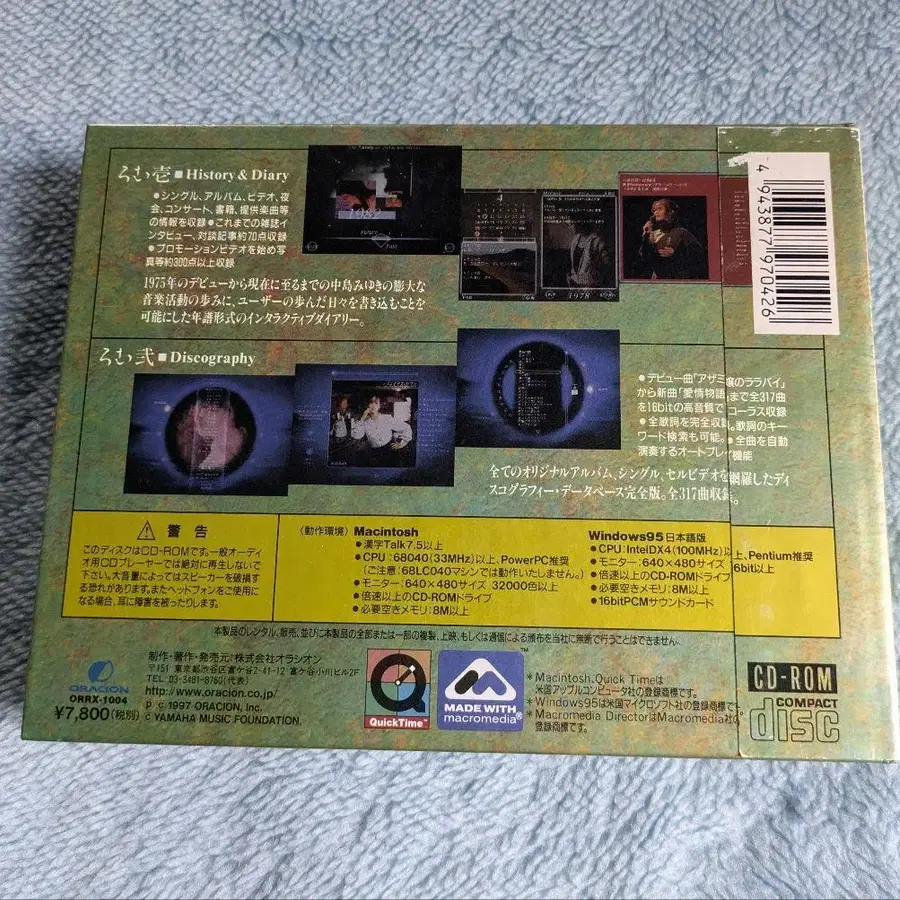 ろむ壱■History & Diary
●シングル、アルバム、ビデオ、夜
会、コンサート、書籍、提供楽曲等
の情報を収録●これまでの雑誌イ
ンタビュー、対談記事約70点収録
●プロモーションビデオを始め写
真等約300点以上収録
1975年のデビューから現在に至るまでの中島みゆきの膨大な
音楽活動の歩みに、ユーザーの歩んだ日々を書き込むことを
可能にした年譜形式のインタラクティブダイアリー。
1989
Future
Past
1978
4943877970426
ろむ弐■Discography
●デビュー曲「アザミ嬢のララバイ」
から新曲「愛情物語」まで全317曲
を16bitの高音質で コーラス収録
●全歌詞を完全収録。歌詞のキー
ワード検索も可能。●全曲を自動
演奏するオートプレイ機能
全てのオリジナルアルバム、シングル、セルビデオを網羅したディ
スコグラフィー・データベース完全版。全317曲収録。
警告
このディスクはCD-ROMです。一般オーディ
オ用CDプレーヤーでは絶対に再生しないで
下さい。大音量によってはスピーカーを破損す
る恐れがあります。またヘッドフォンをご使用に
なる場合、耳に障害を被ったりします。
〈動作環境〉Macintosh
●漢字Talk7.5以上
●CPU:68040(33MHz)以上、PowerPC推奨
(ご注意:68LC040マシンでは動作いたしません。)
●モニター:640×480サイズ 32000色以上
●倍速以上のCD-ROMドライブ
●必要空きメモリ:8M以上
Windows95日本語版
●CPU:IntelDX4(100MHz)以上、Pentium推奨
●モニター:640×480サイズ 16bit以上
●倍速以上のCD-ROMドライブ
●必要空きメモリ:8M以上
●16bitPCMサウンドカード
本製品のレンタル、販売、並びに本製品の全部または一部の複製、上映、もしくは通信による頒布を当社に無断で行うことはできません。
ORACION
ORRX-1004
¥7,800(税別)
制作・著作・発売元:株式会社オラシオン
〒151 東京都渋谷区富ヶ谷2-41-12 富ヶ谷小川ビル2F
TEL.03-3481-8760(代表)
http://www.oracion.co.jp/
p c 1997 ORACION, Inc.
c YAMAHA MUSIC FOUNDATION.
QuickTime™
MADE WITH
macromedia®
™
＊Macintosh,Quick Timeは
米国アップルコンピュータ社の登録商標です。
＊Windows95は米国マイクロソフト社の登録商標で
＊Macromedia DirectorはMacromedia社の
登録商標です。
CD-ROM
COMPACT
disc